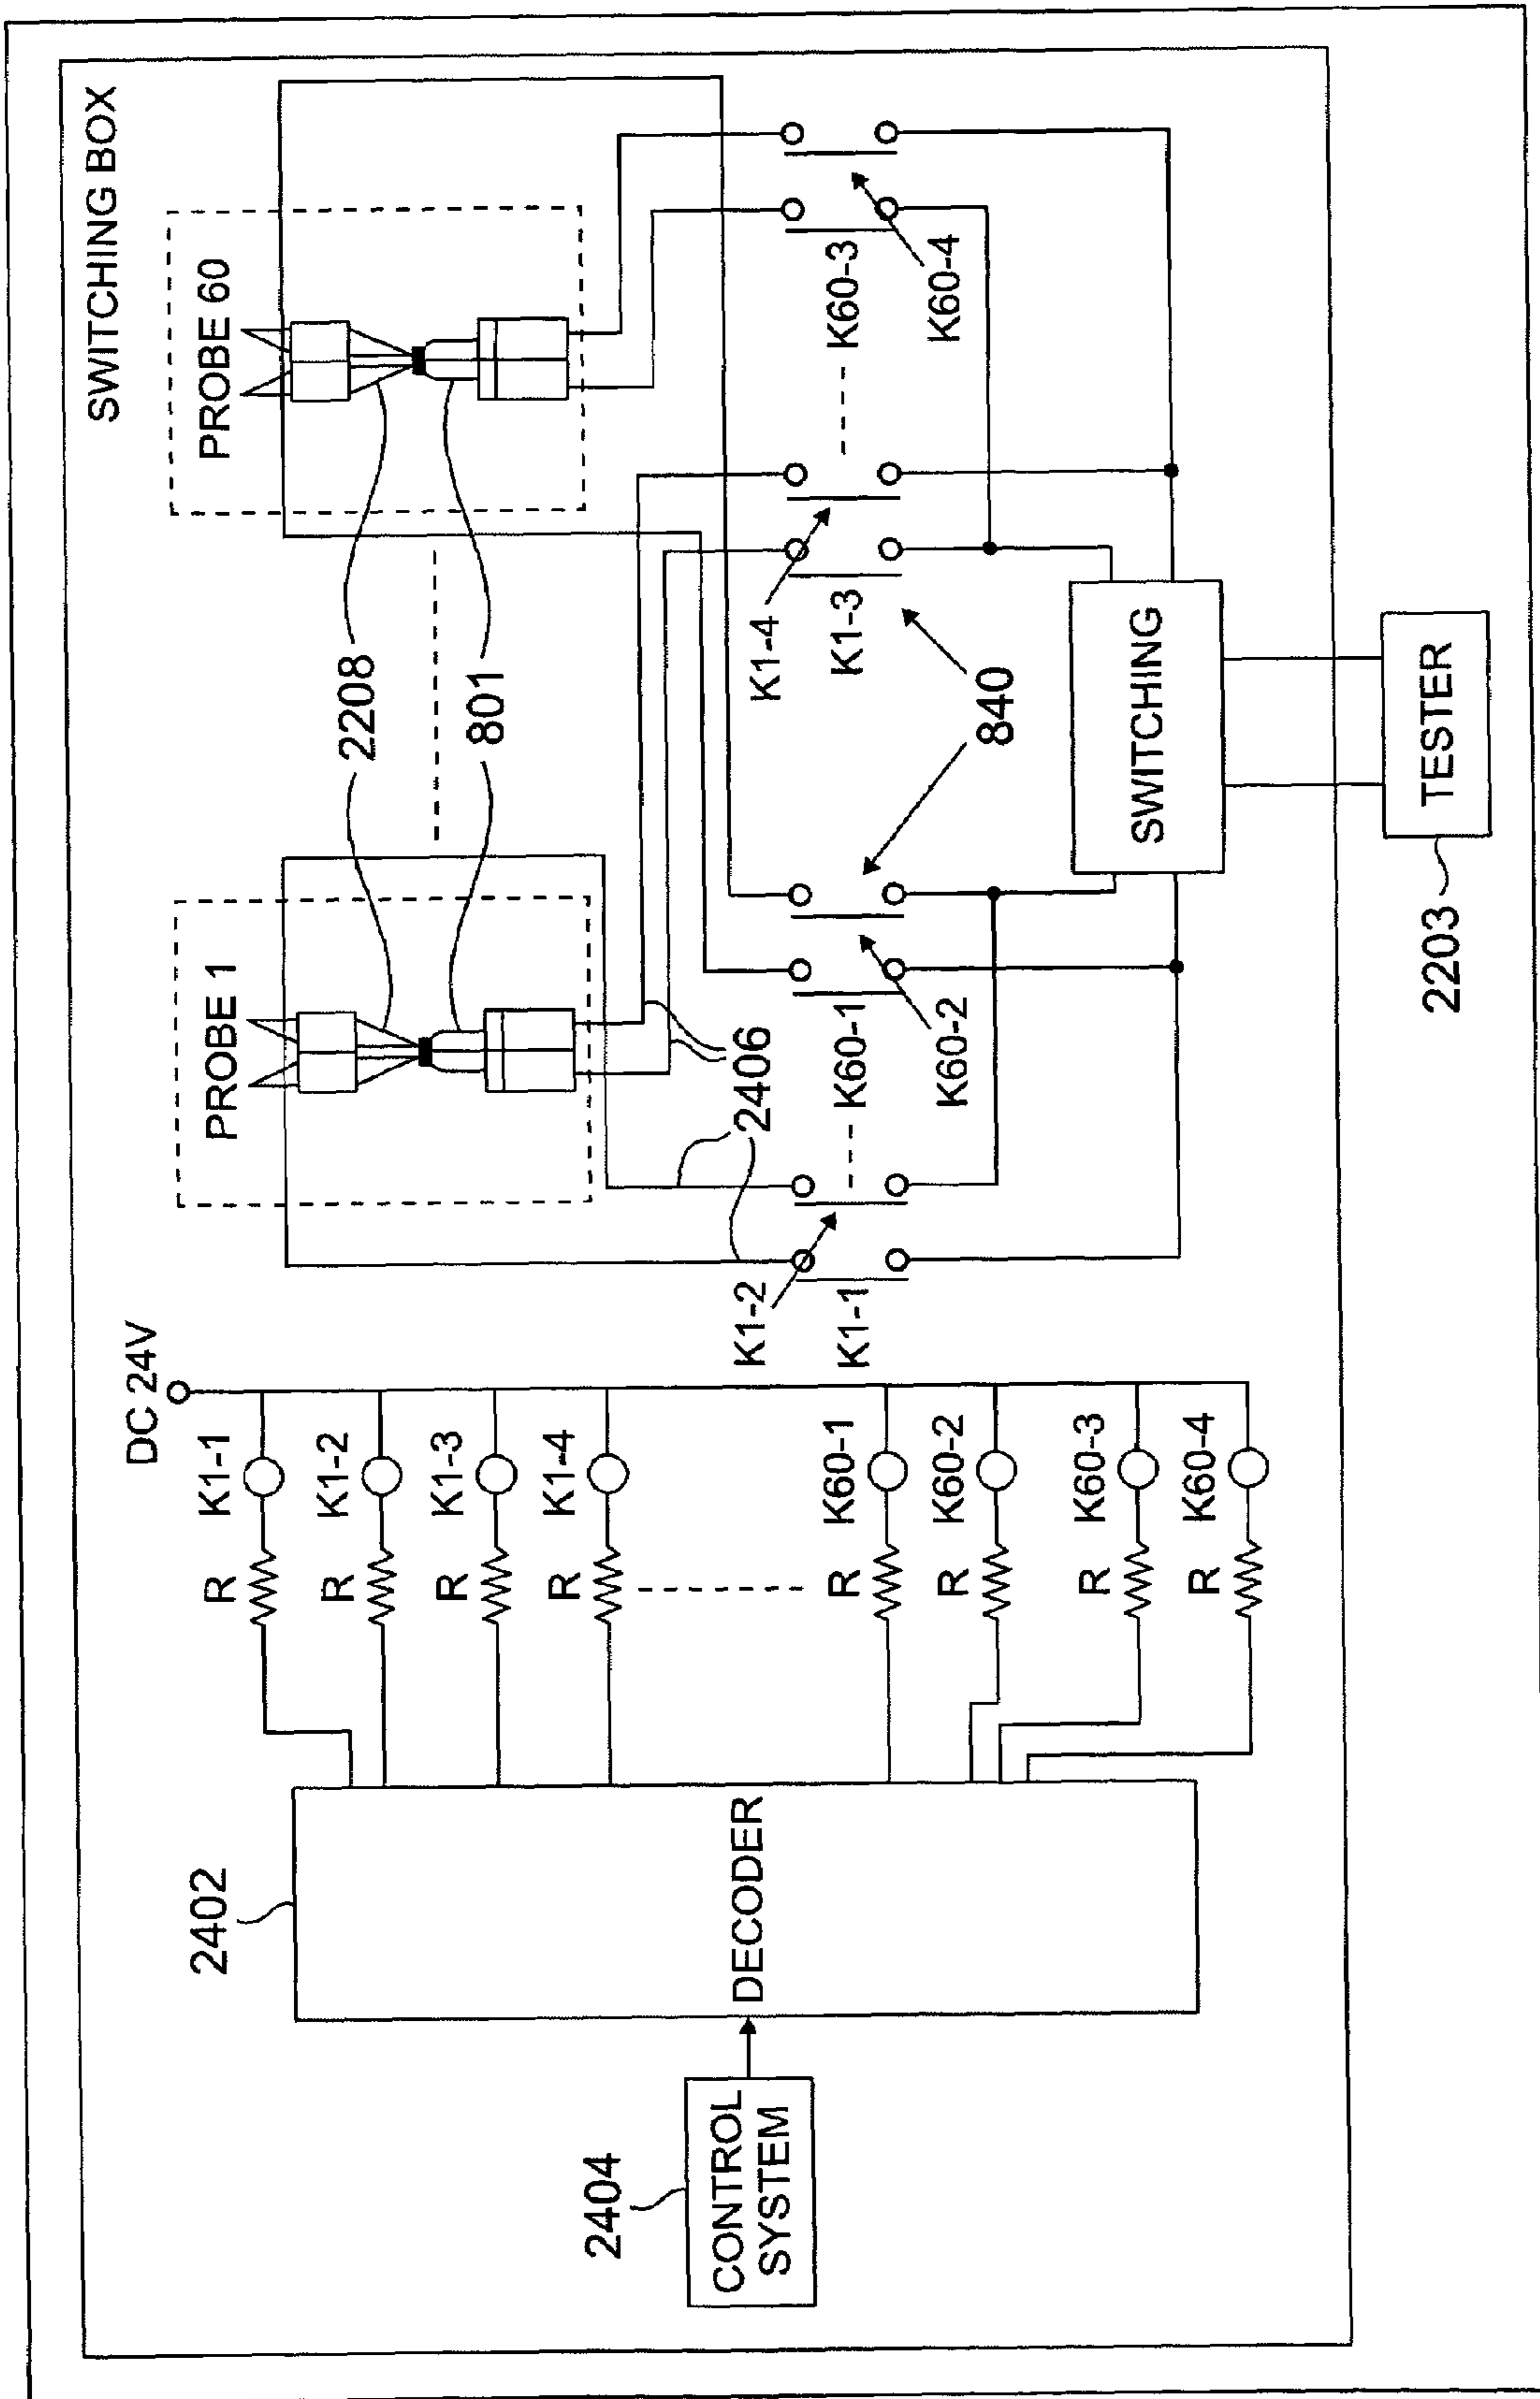 SWITCHING BOX
PROBE 1
PROBE 60
2208
801
2406
DC 24V
K1-1
R
K1-2
R
K1-3
R
K1-4
R
K60-1
R
K60-2
R
K60-3
R
K60-4
R
2402
DECODER
2404
CONTROL
SYSTEM
K1-2
K1-1
K60-1
K60-2
840
K1-4
K1-3
K60-3
K60-4
SWITCHING
TESTER
2203